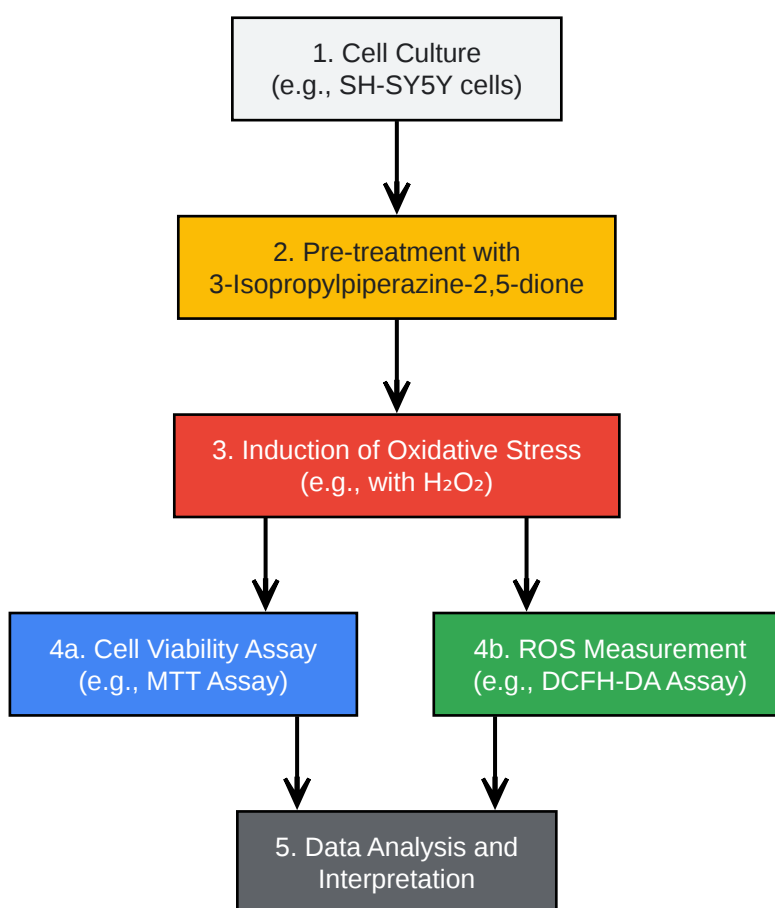 1. Cell Culture
(e.g., SH-SY5Y cells)
2. Pre-treatment with
3-Isopropylpiperazine-2,5-dione
3. Induction of Oxidative Stress
(e.g., with H₂O₂)
4a. Cell Viability Assay
(e.g., MTT Assay)
4b. ROS Measurement
(e.g., DCFH-DA Assay)
5. Data Analysis and
Interpretation